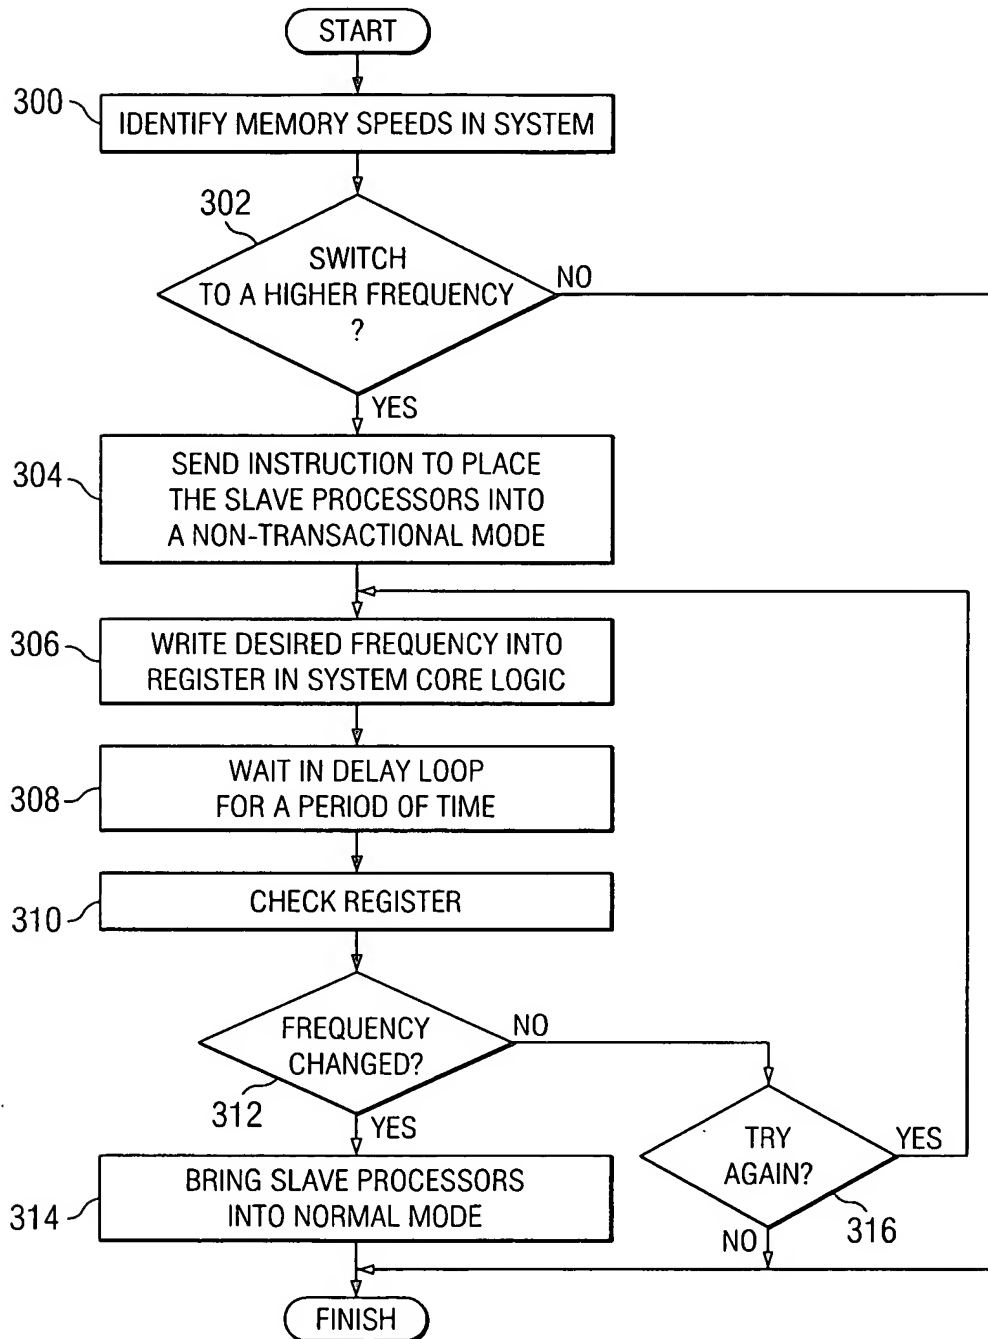 START
300
IDENTIFY MEMORY SPEEDS IN SYSTEM
302
SWITCH
TO A HIGHER FREQUENCY
?
NO
YES
304
SEND INSTRUCTION TO PLACE
THE SLAVE PROCESSORS INTO
A NON-TRANSACTIONAL MODE
306
WRITE DESIRED FREQUENCY INTO
REGISTER IN SYSTEM CORE LOGIC
308
WAIT IN DELAY LOOP
FOR A PERIOD OF TIME
310
CHECK REGISTER
FREQUENCY
CHANGED?
NO
312
YES
TRY
AGAIN?
YES
316
NO
314
BRING SLAVE PROCESSORS
INTO NORMAL MODE
FINISH